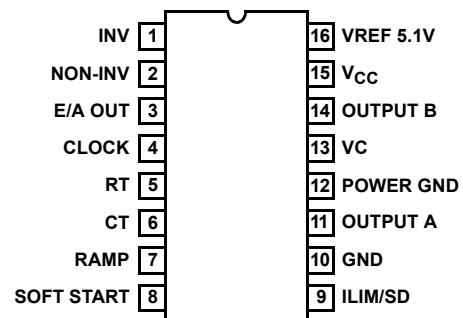 INV 1 16 VREF 5.1V
NON-INV 2 15 VCC
E/A OUT 3 14 OUTPUT B
CLOCK 4 13 VC
RT 5 12 POWER GND
CT 6 11 OUTPUT A
RAMP 7 10 GND
SOFT START 8 9 ILIM/SD